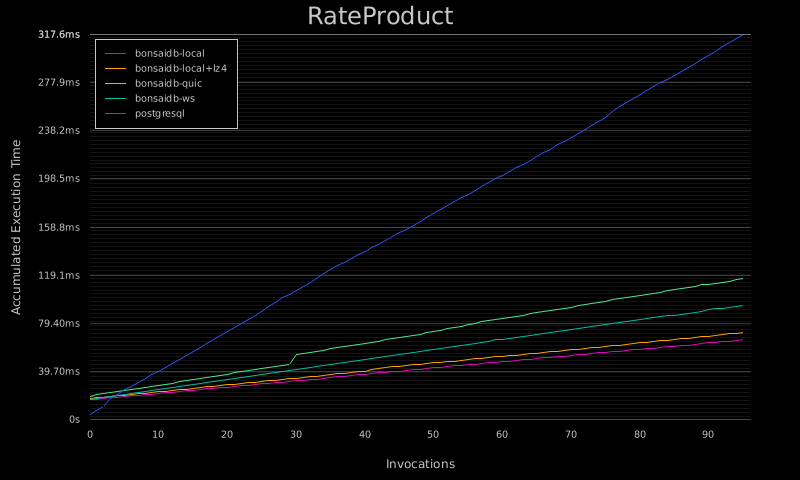 RateProduct
317.6ms
bonsaidb-local
bonsaidb-local+lz4
bonsaidb-quic
bonsaidb-ws
postgresql
277.9ms
238.2ms
198.5ms
158.8ms
119.1ms
79.40ms
39.70ms
0s
Accumulated Execution Time
0 10 20 30 40 50 60 70 80 90
Invocations